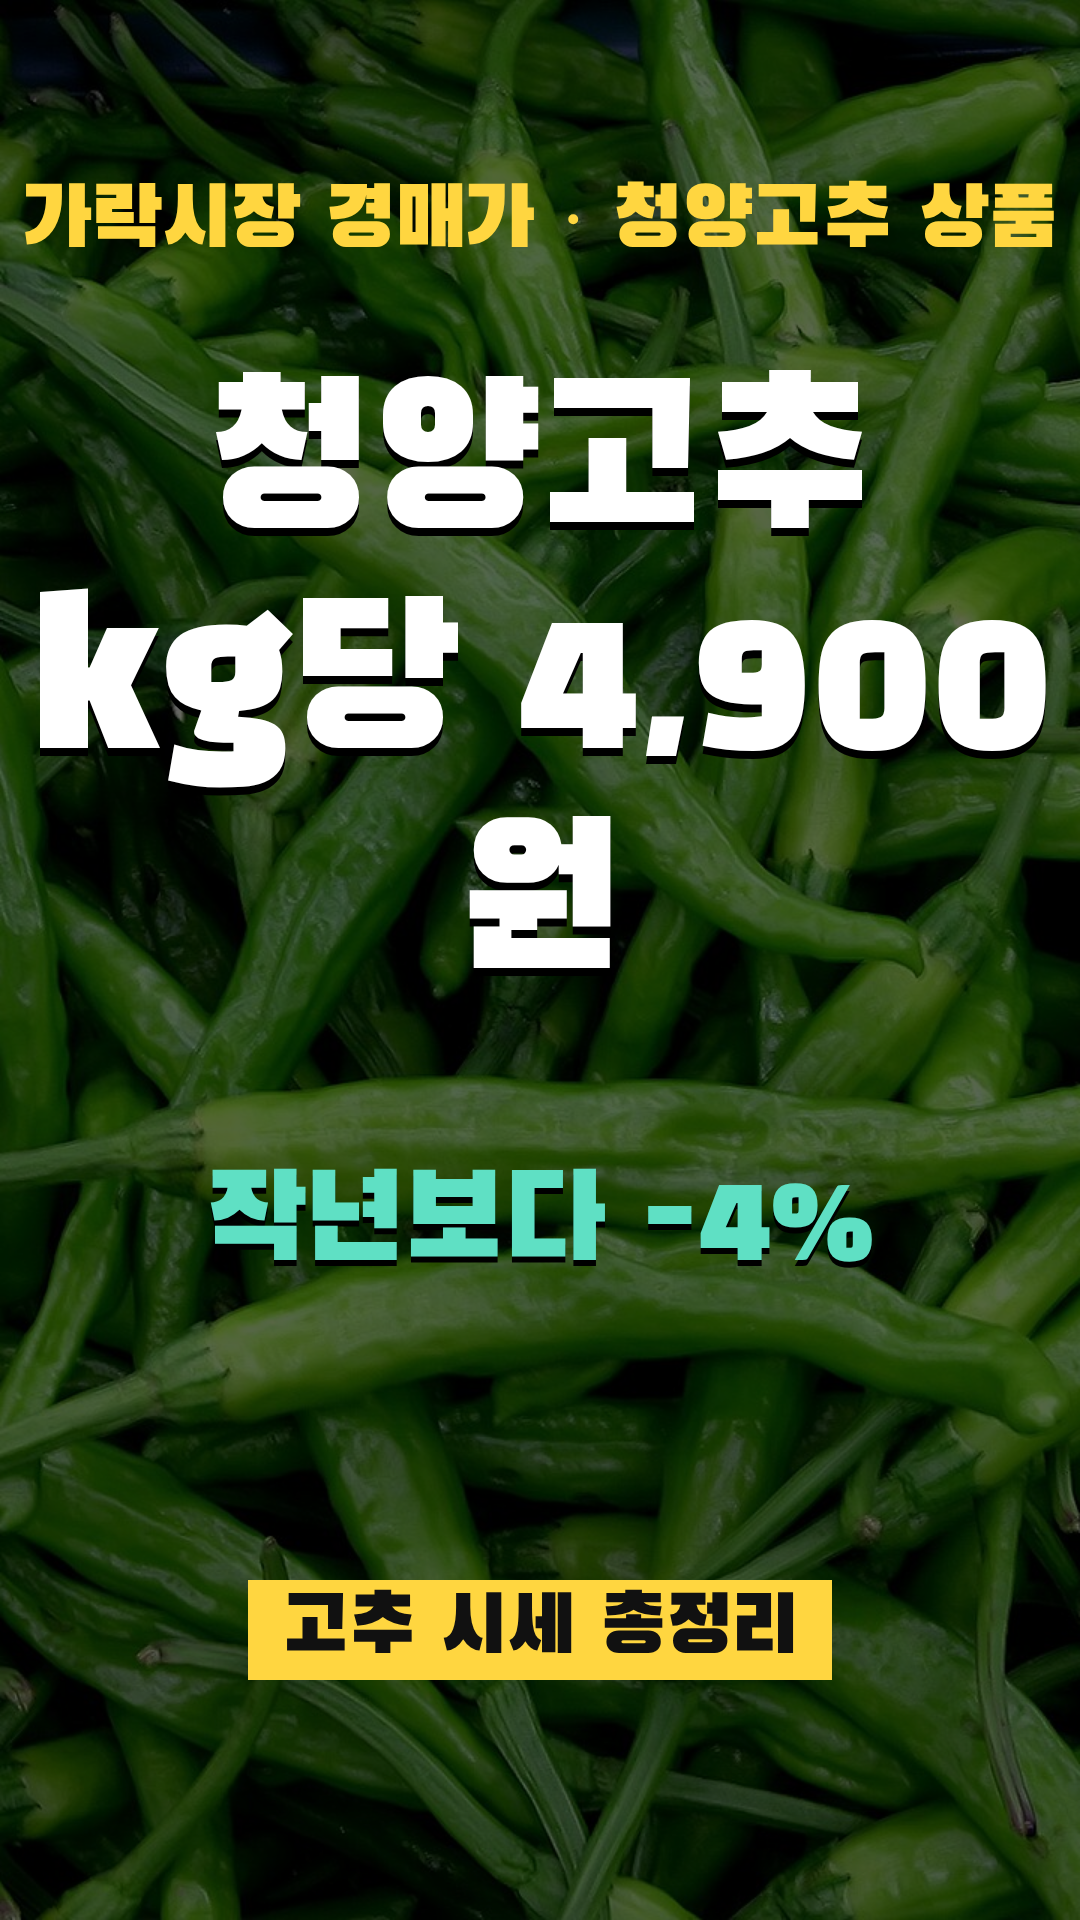 가락시장 경매가 · 청양고추 상품
청양고추
kg당 4,900
원
작년보다 -4%
고추 시세 총정리